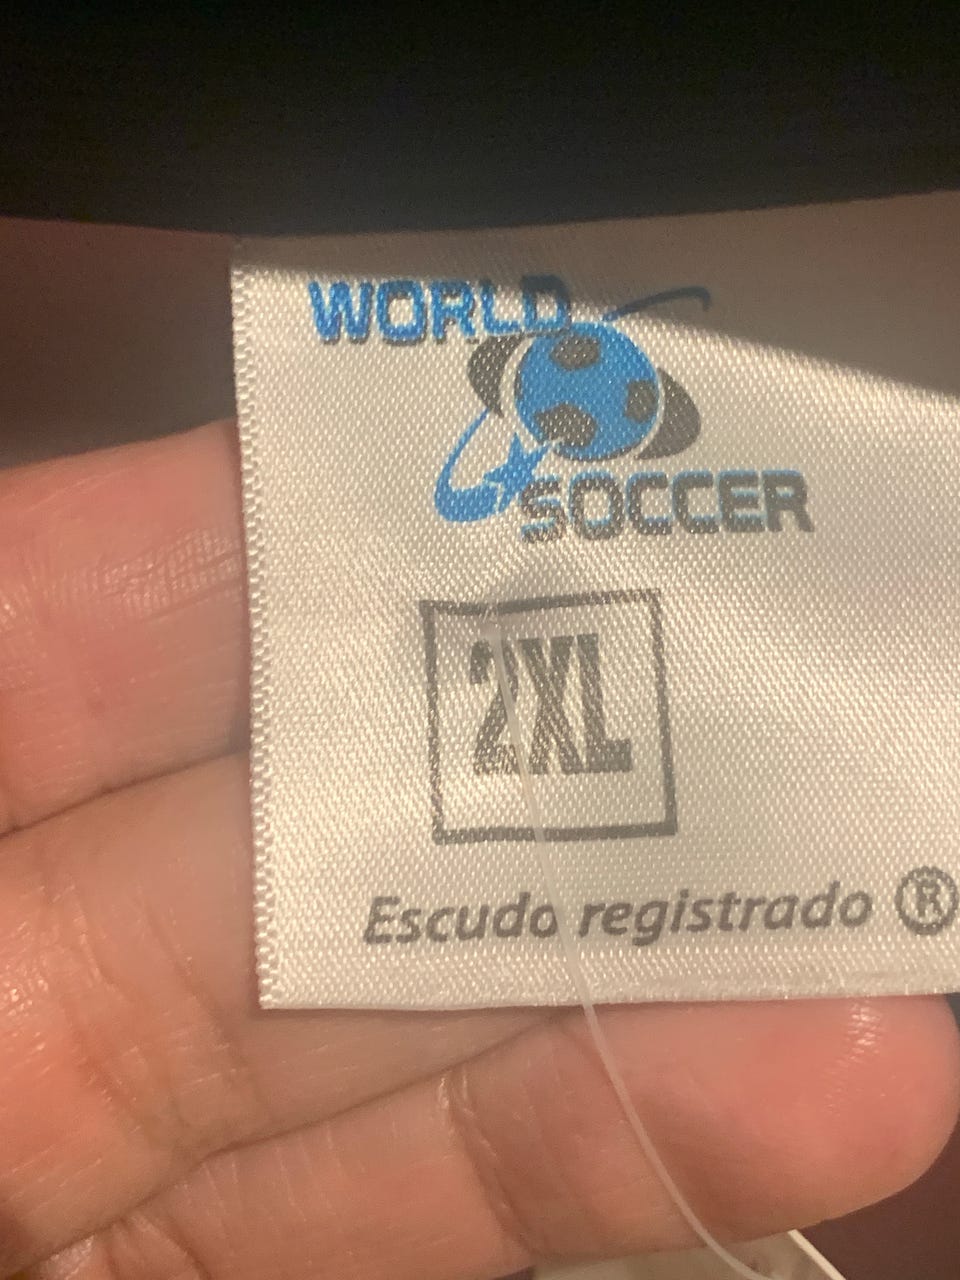 WORLD
SOCCER
2XL
Escudo registrado ®